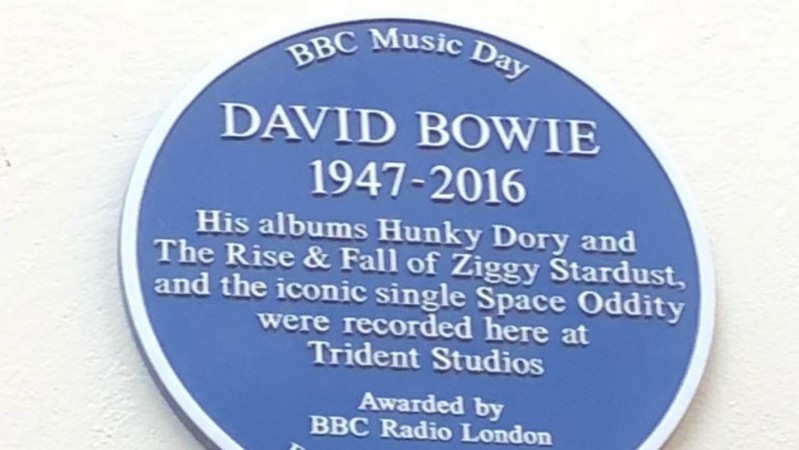 BBC Music Day
DAVID BOWIE
1947-2016
His albums Hunky Dory and
The Rise & Fall of Ziggy Stardust,
and the iconic single Space Oddity
were recorded here at
Trident Studios
Awarded by
BBC Radio London